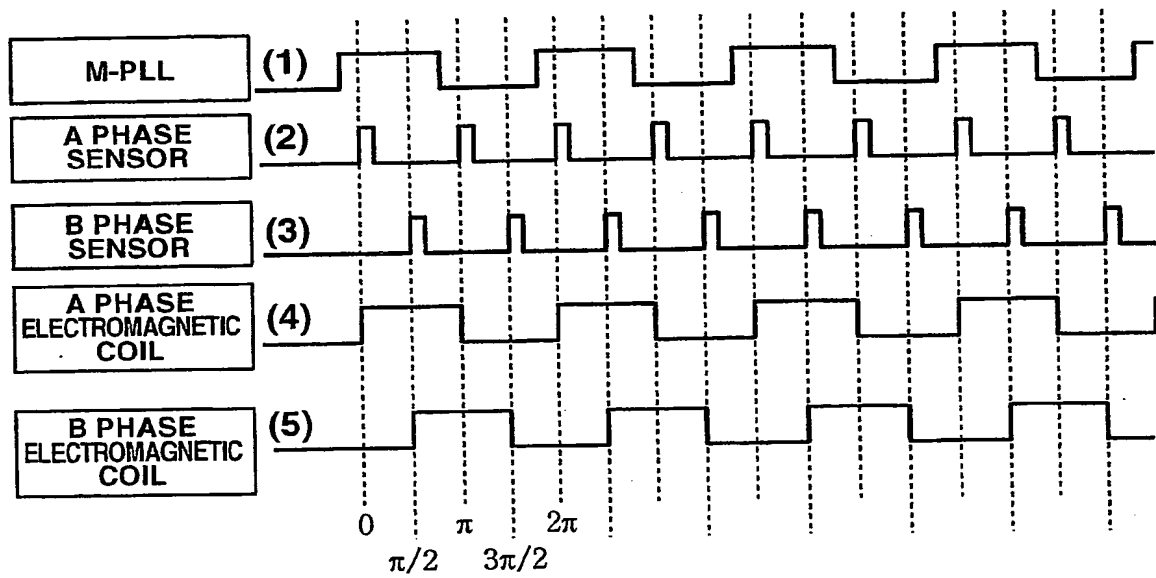 M-PLL (1)
A PHASE
SENSOR (2)
B PHASE
SENSOR (3)
A PHASE
ELECTROMAGNETIC
COIL (4)
B PHASE
ELECTROMAGNETIC
COIL (5)
0 π 2π
π/2 3π/2